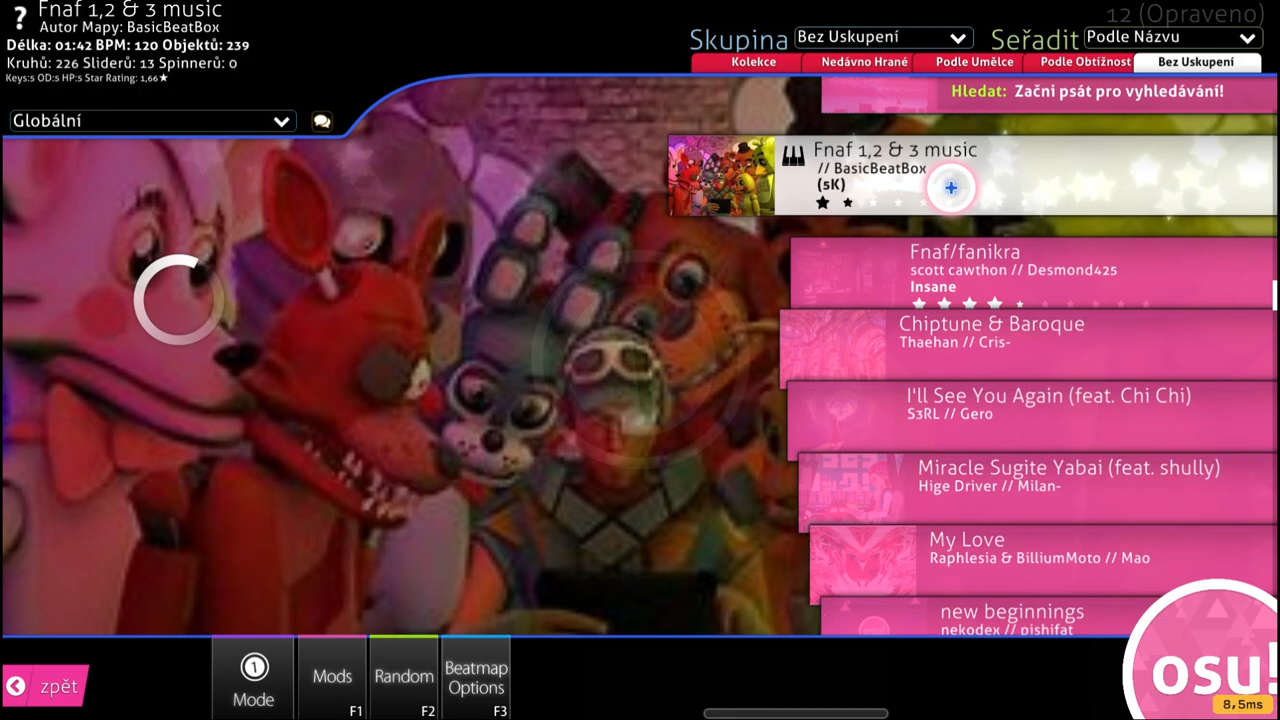 Fnaf 1,2 & 3 music
Autor Mapy: BasicBeatBox
Délka: 01:42 BPM: 120 Objektů: 239
Kruhů: 226 Sliderů: 13 Spinnerů: 0
Keys:5 OD:5 HP:5 Star Rating: 1,66★
12 (Opraveno)
Skupina
Bez Uskupení
Seřadit
Podle Názvu
Kolekce
Nedávno Hrané
Podle Umělce
Podle Obtížnost
Bez Uskupení
Hledat: Začni psát pro vyhledávání!
Globální
Fnaf 1,2 & 3 music
// BasicBeatBox
(5K)
Fnaf/fanikra
scott cawthon // Desmond425
Insane
Chiptune & Baroque
Thaehan // Cris-
I'll See You Again (feat. Chi Chi)
S3RL // Gero
Miracle Sugite Yabai (feat. shully)
Hige Driver // Milan-
My Love
Raphlesia & BilliumMoto // Mao
new beginnings
nekodex // pishifat
zpět
1
Mode
Mods
F1
Random
F2
Beatmap
Options
F3
osu!
8,5ms